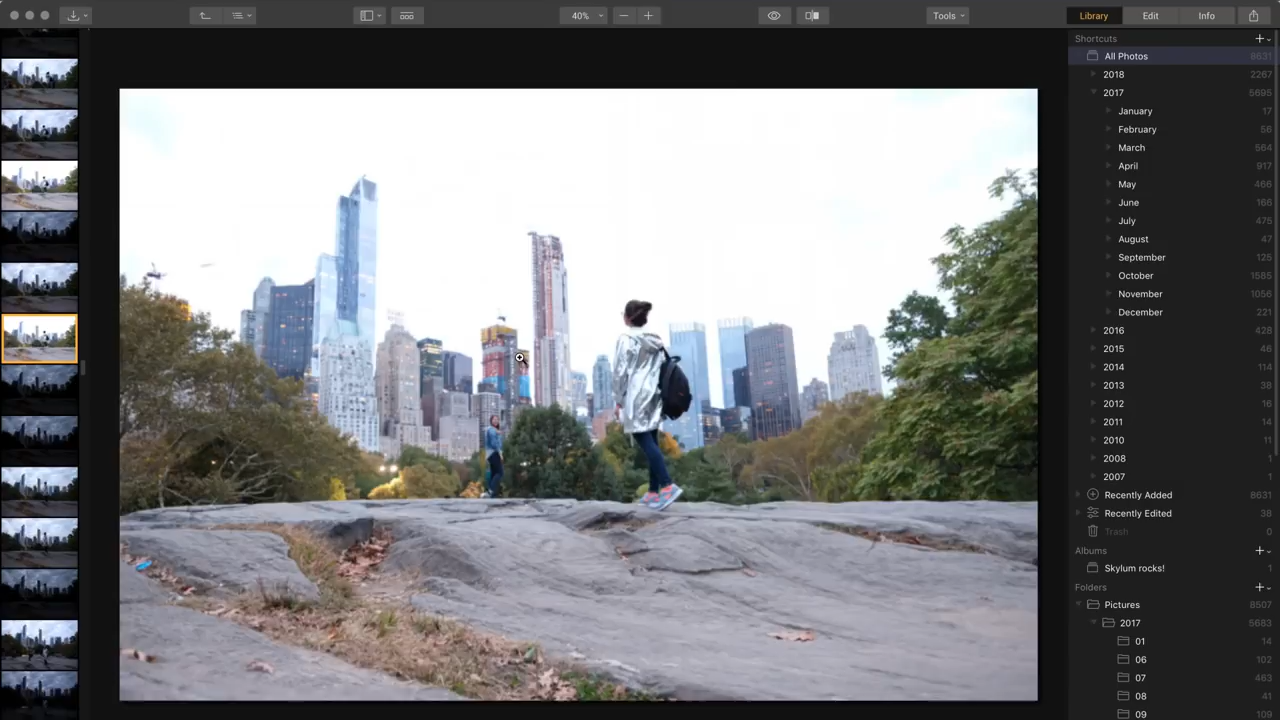 40%
Tools
Library
Edit
Info
Shortcuts
All Photos 8631
2018 2267
2017 5695
January 17
February 56
March 564
April 917
May 466
June 166
July 475
August 47
September 125
October 1585
November 1056
December 221
2016 428
2015 46
2014 114
2013 38
2012 16
2011 14
2010 11
2008 1
2007 1
Recently Added 8631
Recently Edited 38
Trash 0
Albums
Skylum rocks! 1
Folders
Pictures 8507
2017 5683
01 14
06 102
07 463
08 41
09 109